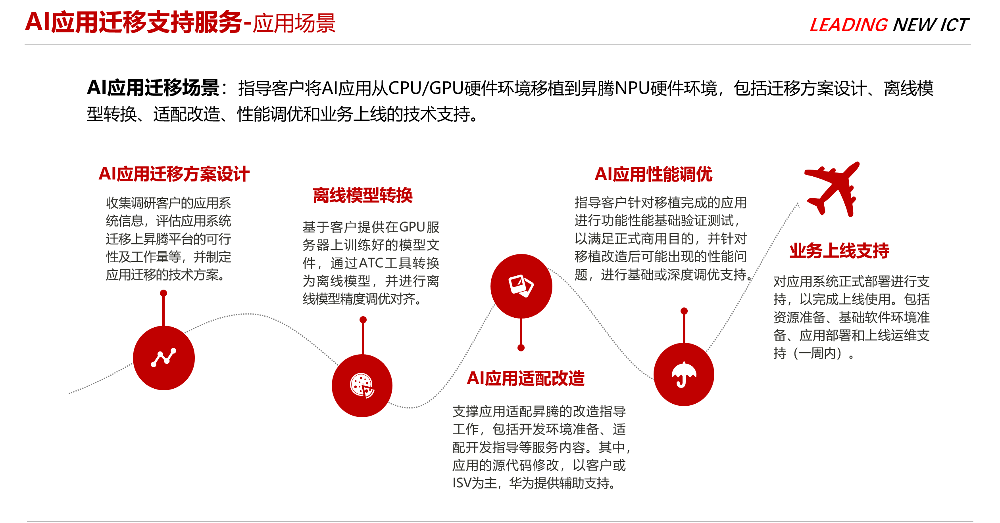 AI应用迁移支持服务-应用场景
LEADING NEW ICT
AI应用迁移场景：指导客户将AI应用从CPU/GPU硬件环境移植到昇腾NPU硬件环境，包括迁移方案设计、离线模
型转换、适配改造、性能调优和业务上线的技术支持。
AI应用迁移方案设计
收集调研客户的应用系
统信息，评估应用系统
迁移上昇腾平台的可行
性及工作量等，并制定
应用迁移的技术方案。
离线模型转换
基于客户提供在GPU服
务器上训练好的模型文
件，通过ATC工具转换
为离线模型，并进行离
线模型精度调优对齐。
AI应用适配改造
支撑应用适配昇腾的改造指导
工作，包括开发环境准备、适
配开发指导等服务内容。其中，
应用的源代码修改，以客户或
ISV为主，华为提供辅助支持。
AI应用性能调优
指导客户针对移植完成的应用
进行功能性能基础验证测试，
以满足正式商用目的，并针对
移植改造后可能出现的性能问
题，进行基础或深度调优支持。
业务上线支持
对应用系统正式部署进行支
持，以完成上线使用。包括
资源准备、基础软件环境准
备、应用部署和上线运维支
持（一周内）。